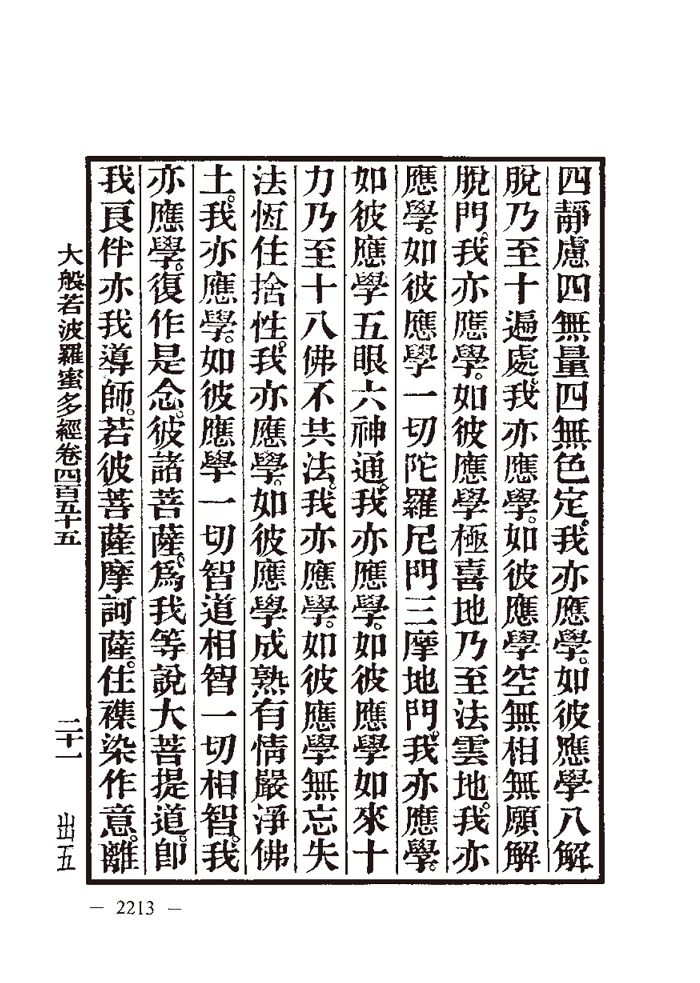 四靜慮四無量四無色定。我亦應學。如彼應學八解
脫乃至十遍處。我亦應學。如彼應學空無相無願解
脫門。我亦應學。如彼應學極喜地乃至法雲地。我亦
應學。如彼應學一切陀羅尼門三摩地門。我亦應學。
如彼應學五眼六神通。我亦應學。如彼應學如來十
力乃至十八佛不共法。我亦應學。如彼應學無忘失
法恆住捨性。我亦應學。如彼應學成熟有情嚴淨佛
土。我亦應學。如彼應學一切智道相智一切相智。我
亦應學。復作是念。彼諸菩薩。為我等說大菩提道。卽
我良伴亦我導師。若彼菩薩摩訶薩。住襍染作意。離
大般若波羅蜜多經卷四百五十五 二十一 出五
— 2213 —